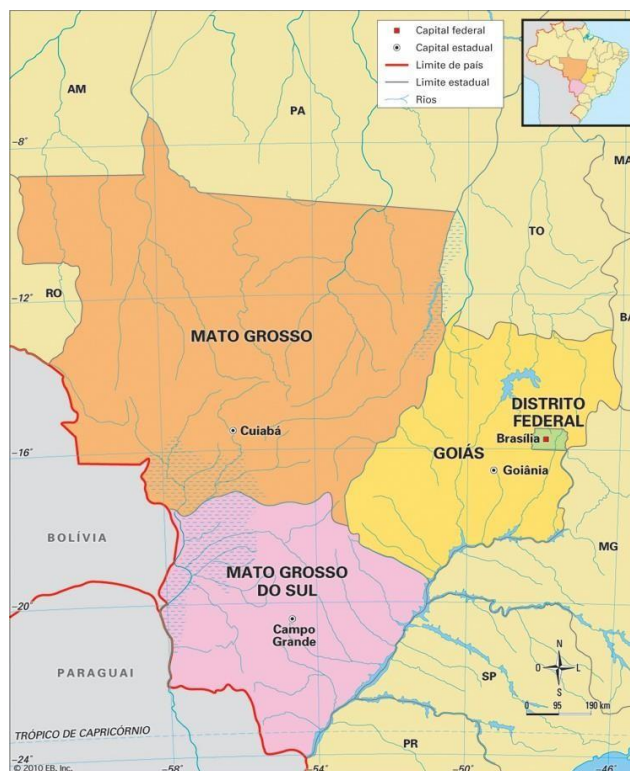 Capital federal
Capital estadual
Limite de país
Limite estadual
Rios
AM
PA
−8°
MA
TO
RO
−12°
BA
MATO GROSSO
DISTRITO
FEDERAL
Brasília
Cuiabá
−16°
GOIÁS
Goiânia
BOLÍVIA
MG
MATO GROSSO
DO SUL
−20°
Campo
Grande
PARAGUAI
N
O
L
S
SP
0 95 190 km
TRÓPICO DE CAPRICÓRNIO
PR
−24°
© 2010 EB, Inc.
−58°
−54°
−50°
−46°